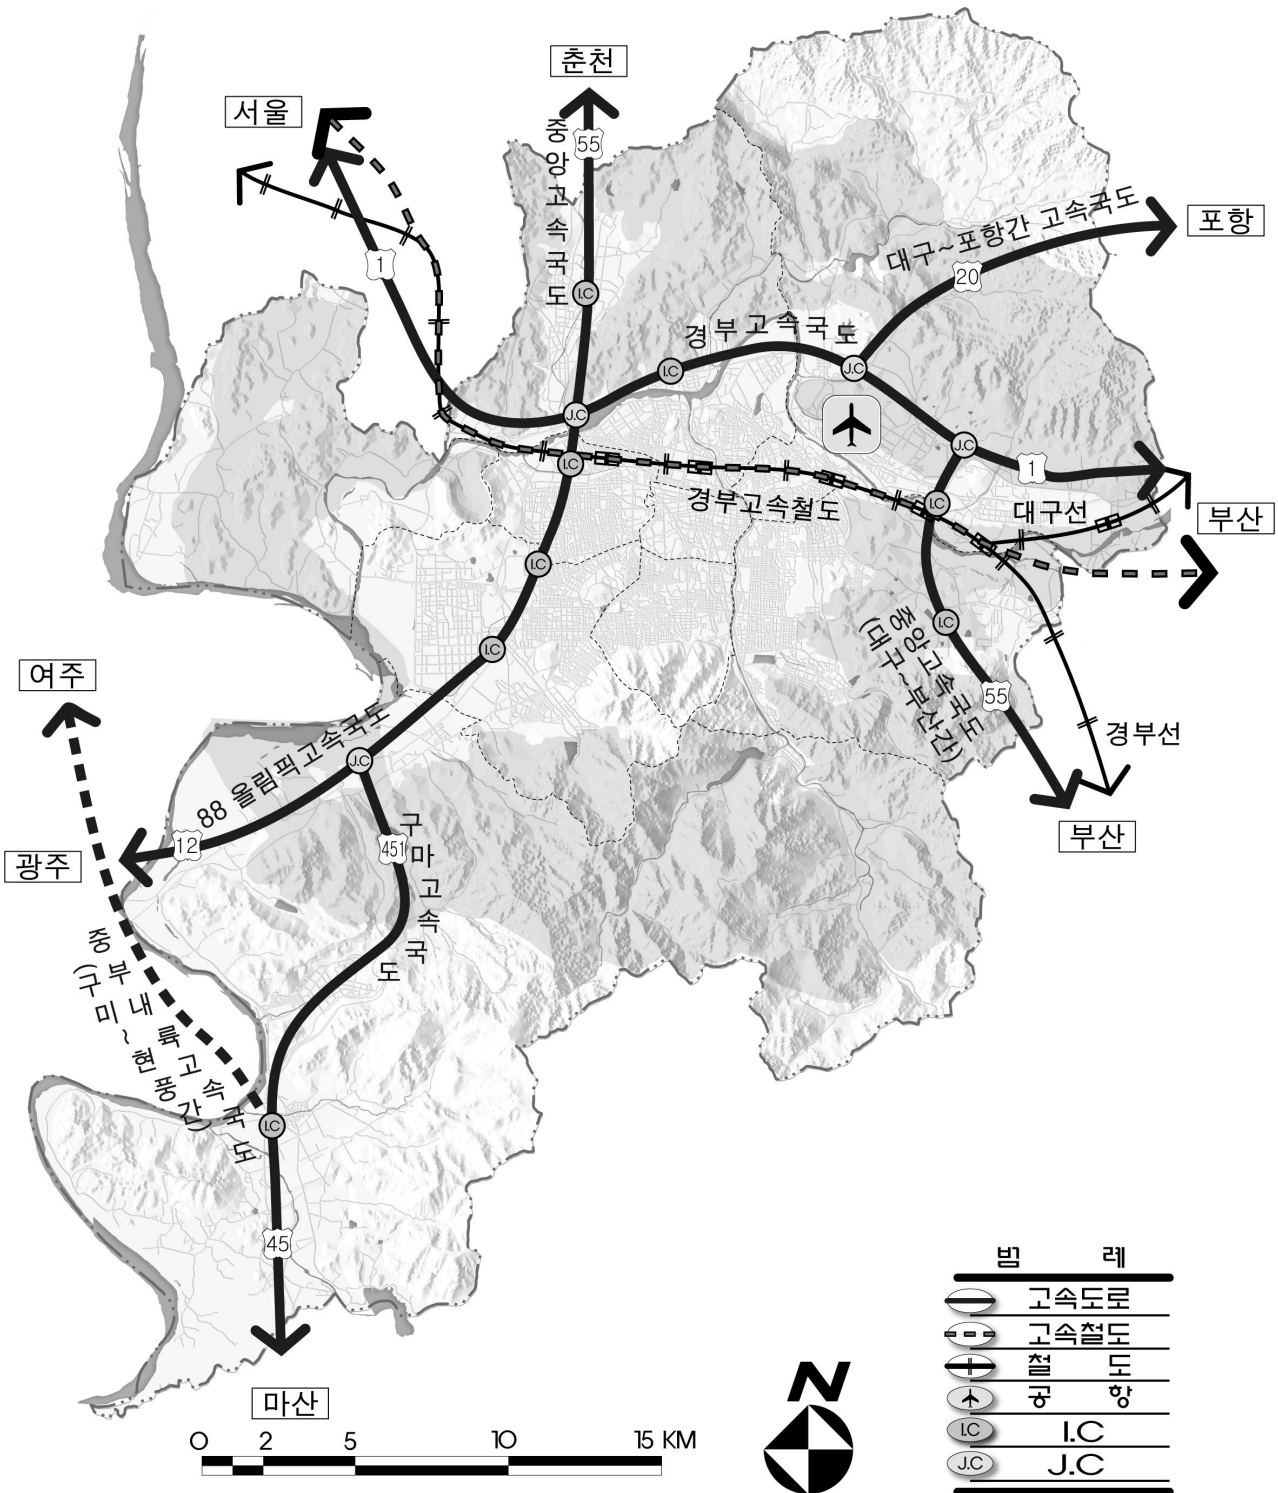 춘천
서울
55
중앙고속국도
포항
대구~포항간 고속국도
20
1
I.C
경부고속국도
I.C
J.C
J.C
J.C
I.C
1
경부고속철도
I.C
대구선
부산
I.C
I.C
중앙고속국도
(대구~부산간)
I.C
55
여주
경부선
88 올림픽고속국도
J.C
부산
12
광주
451
구마고속국도
중부내륙고속국도
(구미~현풍간)
I.C
45
마산
범 례
고속도로
고속철도
철 도
공 항
I.C I.C
J.C J.C
N
0 2 5 10 15 KM